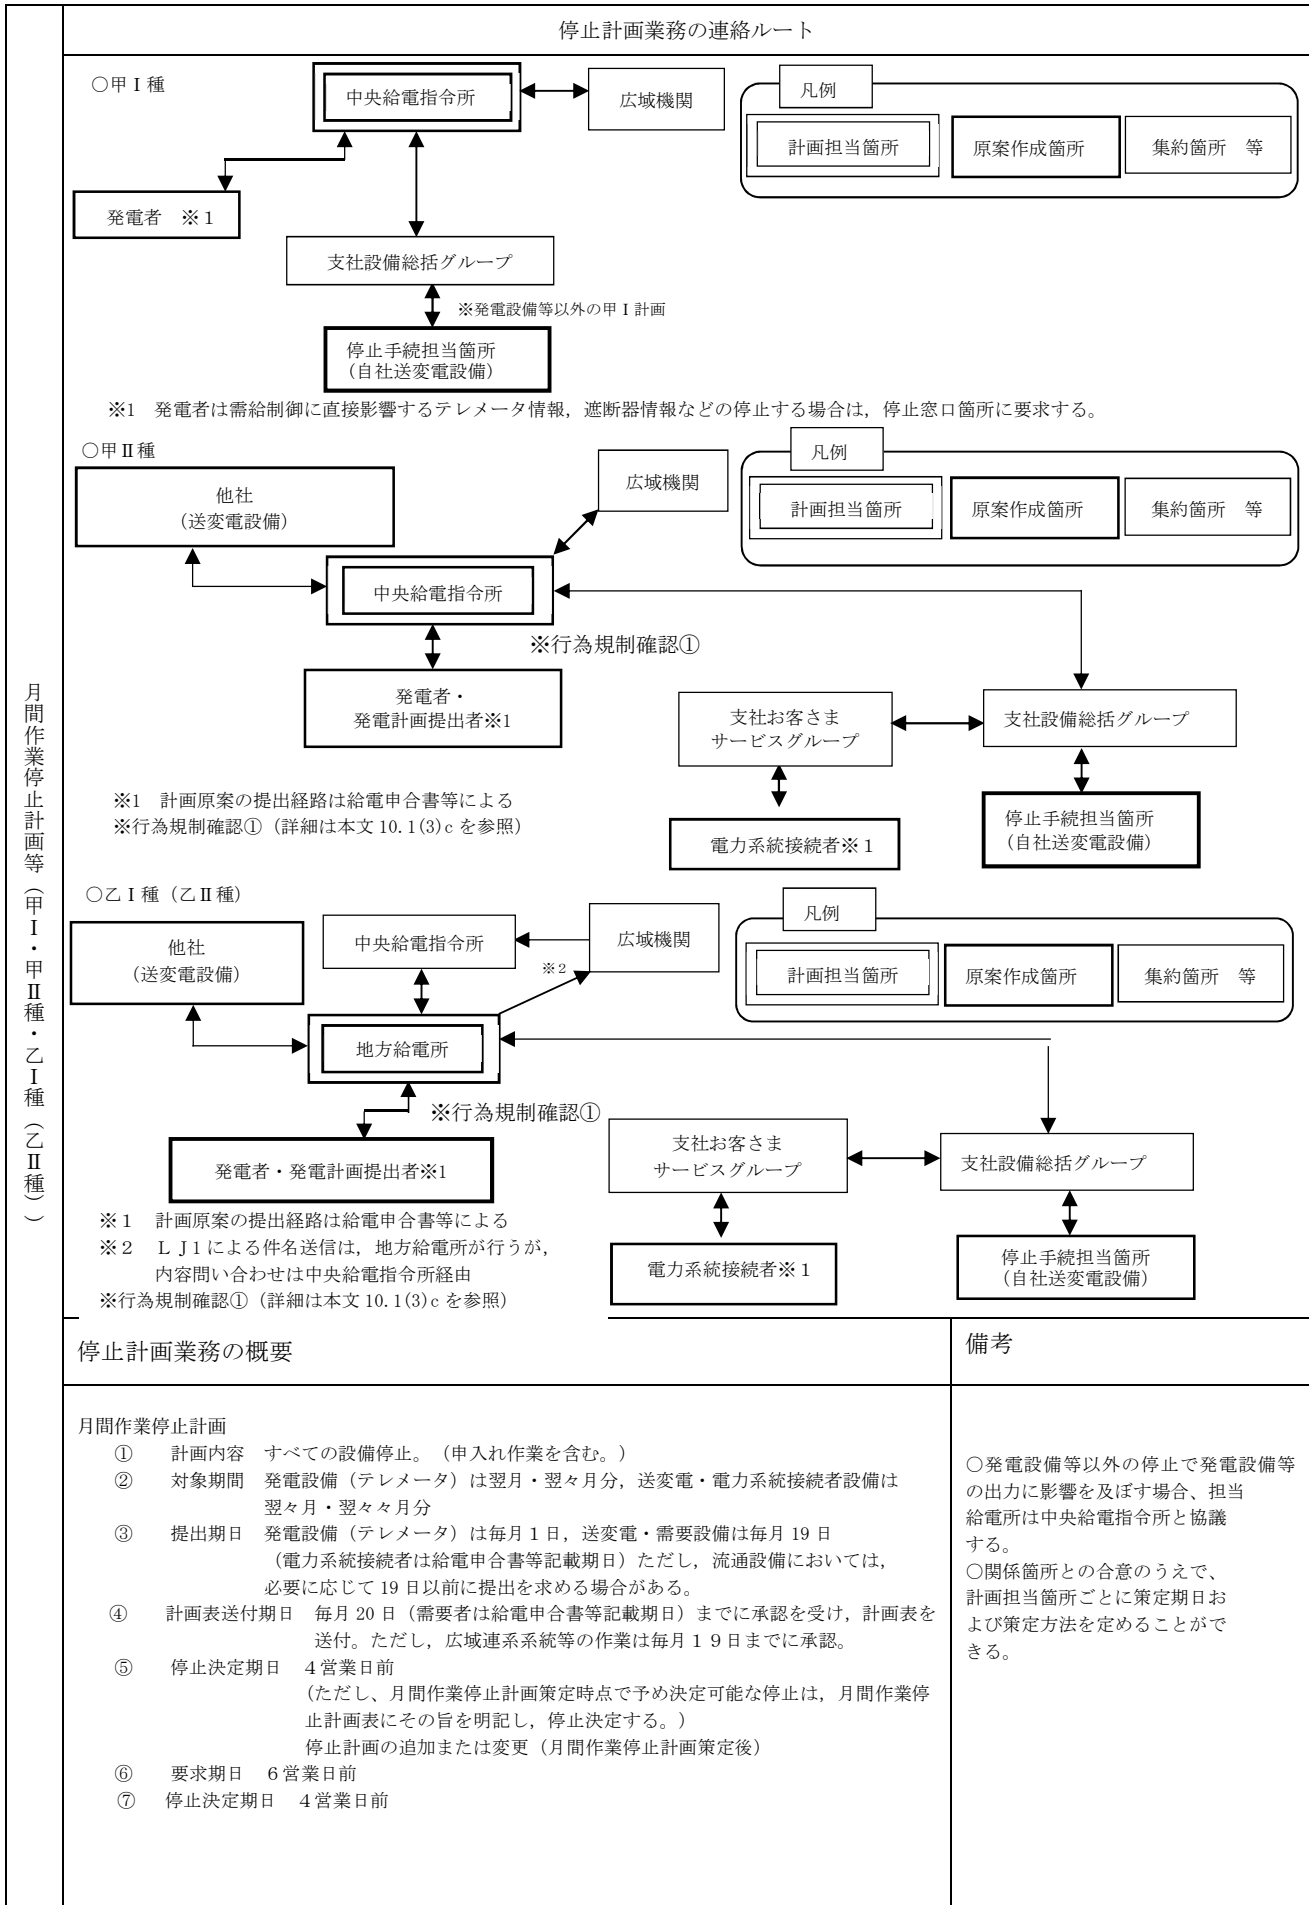 停止計画業務の連絡ルート
月間作業停止計画等（甲Ⅰ・甲Ⅱ種・乙Ⅰ種（乙Ⅱ種））
○甲Ⅰ種
中央給電指令所
広域機関
凡例
計画担当箇所
原案作成箇所
集約箇所　等
発電者　※１
支社設備総括グループ
※発電設備等以外の甲Ⅰ計画
停止手続担当箇所
（自社送変電設備）
※1　発電者は需給制御に直接影響するテレメータ情報，遮断器情報などの停止する場合は，停止窓口箇所に要求する。
○甲Ⅱ種
他社
（送変電設備）
広域機関
凡例
計画担当箇所
原案作成箇所
集約箇所　等
中央給電指令所
※行為規制確認①
発電者・
発電計画提出者※1
支社お客さま
サービスグループ
支社設備総括グループ
※1　計画原案の提出経路は給電申合書等による
※行為規制確認①（詳細は本文 10.1(3)c を参照）
電力系統接続者※１
停止手続担当箇所
（自社送変電設備）
○乙Ⅰ種（乙Ⅱ種）
他社
（送変電設備）
中央給電指令所
広域機関
※２
凡例
計画担当箇所
原案作成箇所
集約箇所　等
地方給電所
※行為規制確認①
発電者・発電計画提出者※1
支社お客さま
サービスグループ
支社設備総括グループ
※１　計画原案の提出経路は給電申合書等による
※２　ＬＪ1による件名送信は，地方給電所が行うが，
内容問い合わせは中央給電指令所経由
※行為規制確認①（詳細は本文 10.1(3)c を参照）
電力系統接続者※１
停止手続担当箇所
（自社送変電設備）
停止計画業務の概要
備考
月間作業停止計画
①　計画内容　すべての設備停止。（申入れ作業を含む。）
②　対象期間　発電設備（テレメータ）は翌月・翌々月分，送変電・電力系統接続者設備は
翌々月・翌々々月分
③　提出期日　発電設備（テレメータ）は毎月１日，送変電・需要設備は毎月 19 日
（電力系統接続者は給電申合書等記載期日）ただし，流通設備においては，
必要に応じて 19 日以前に提出を求める場合がある。
④　計画表送付期日　毎月 20 日（需要者は給電申合書等記載期日）までに承認を受け，計画表を
送付。ただし，広域連系系統等の作業は毎月１９日までに承認。
⑤　停止決定期日　４営業日前
（ただし、月間作業停止計画策定時点で予め決定可能な停止は，月間作業停
止計画表にその旨を明記し，停止決定する。）
停止計画の追加または変更（月間作業停止計画策定後）
⑥　要求期日　６営業日前
⑦　停止決定期日　４営業日前
○発電設備等以外の停止で発電設備等
の出力に影響を及ぼす場合、担当
給電所は中央給電指令所と協議
する。
○関係箇所との合意のうえで、
計画担当箇所ごとに策定期日お
よび策定方法を定めることがで
きる。